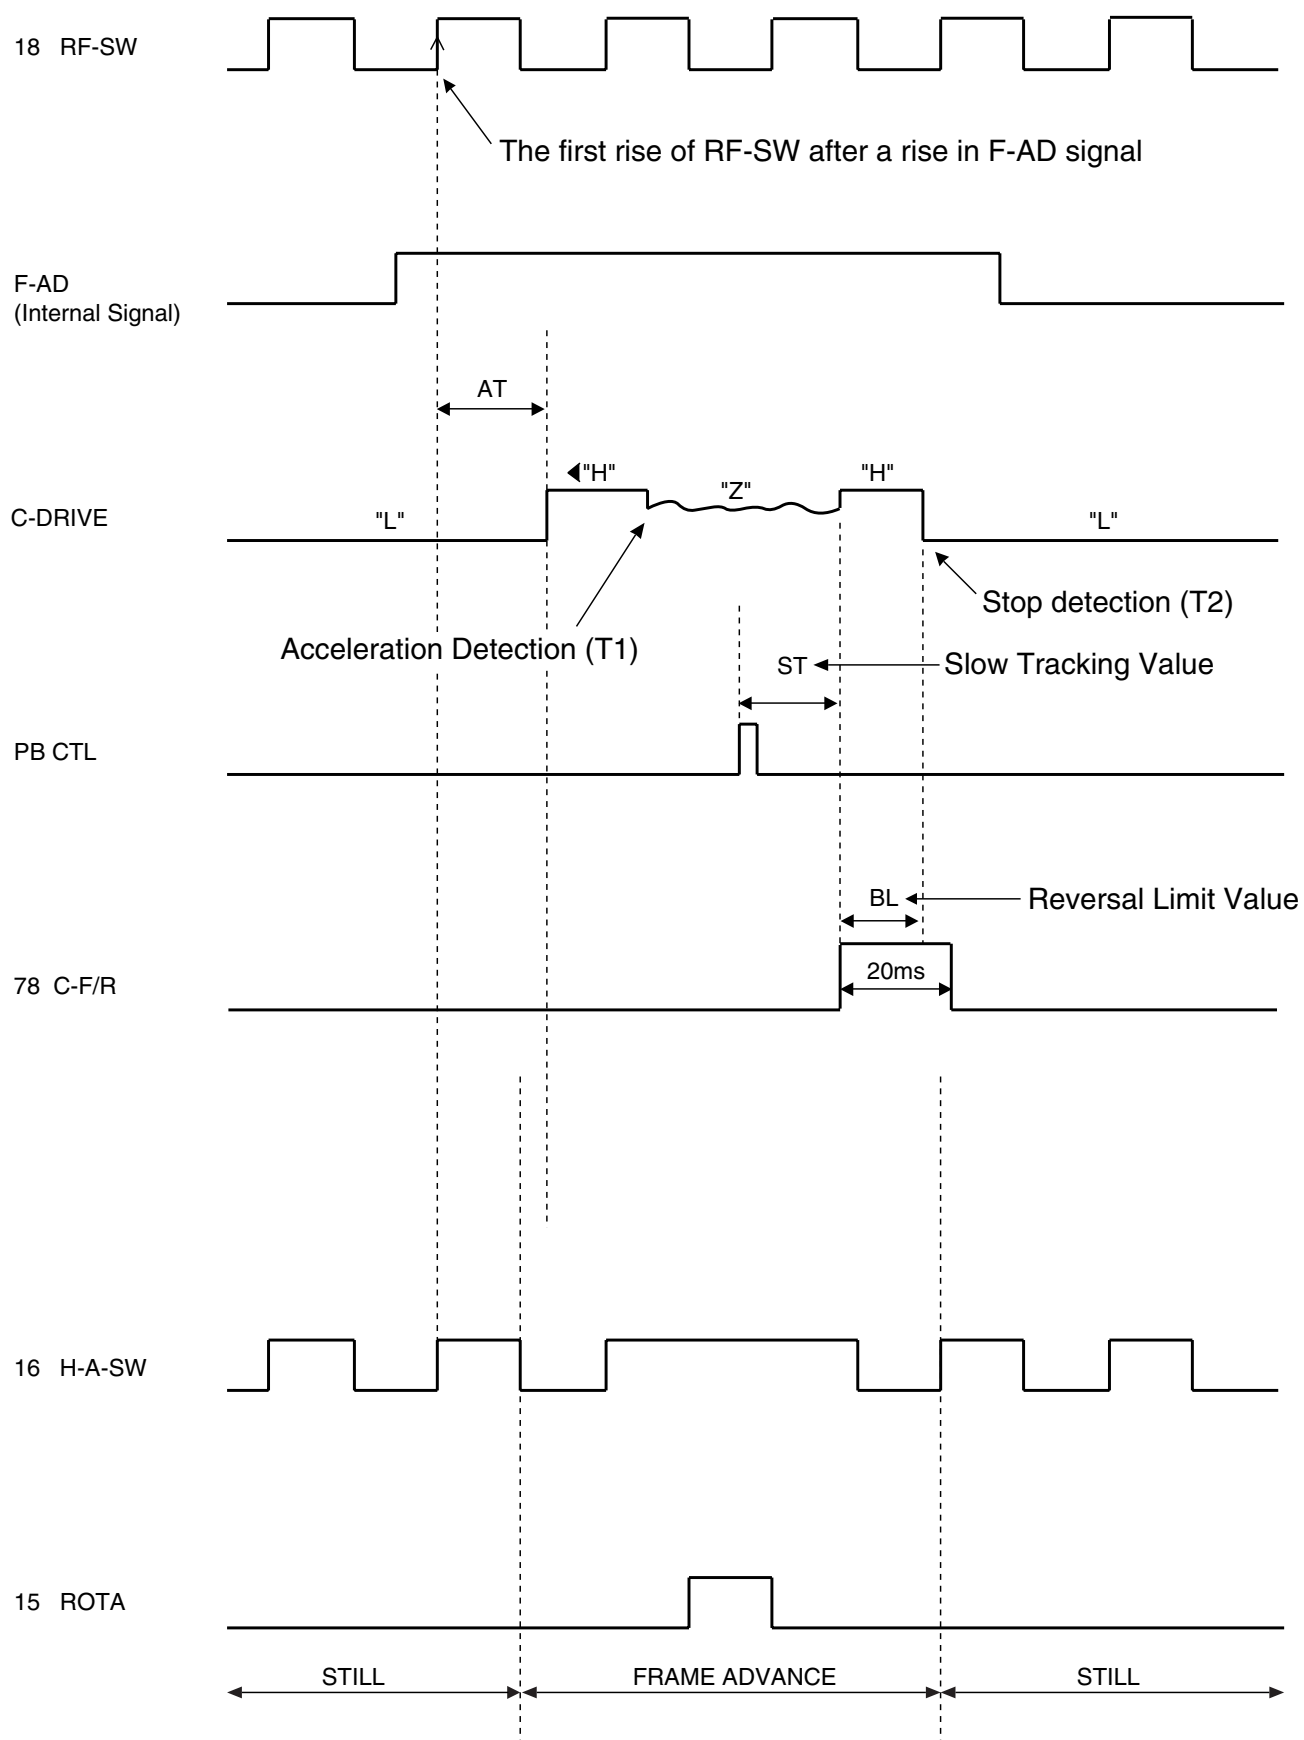 18 RF-SW
The first rise of RF-SW after a rise in F-AD signal
F-AD
(Internal Signal)
AT
"H"
"Z"
"H"
C-DRIVE
"L"
"L"
Stop detection (T2)
Acceleration Detection (T1)
ST
Slow Tracking Value
PB CTL
BL
Reversal Limit Value
20ms
78 C-F/R
16 H-A-SW
15 ROTA
STILL
FRAME ADVANCE
STILL